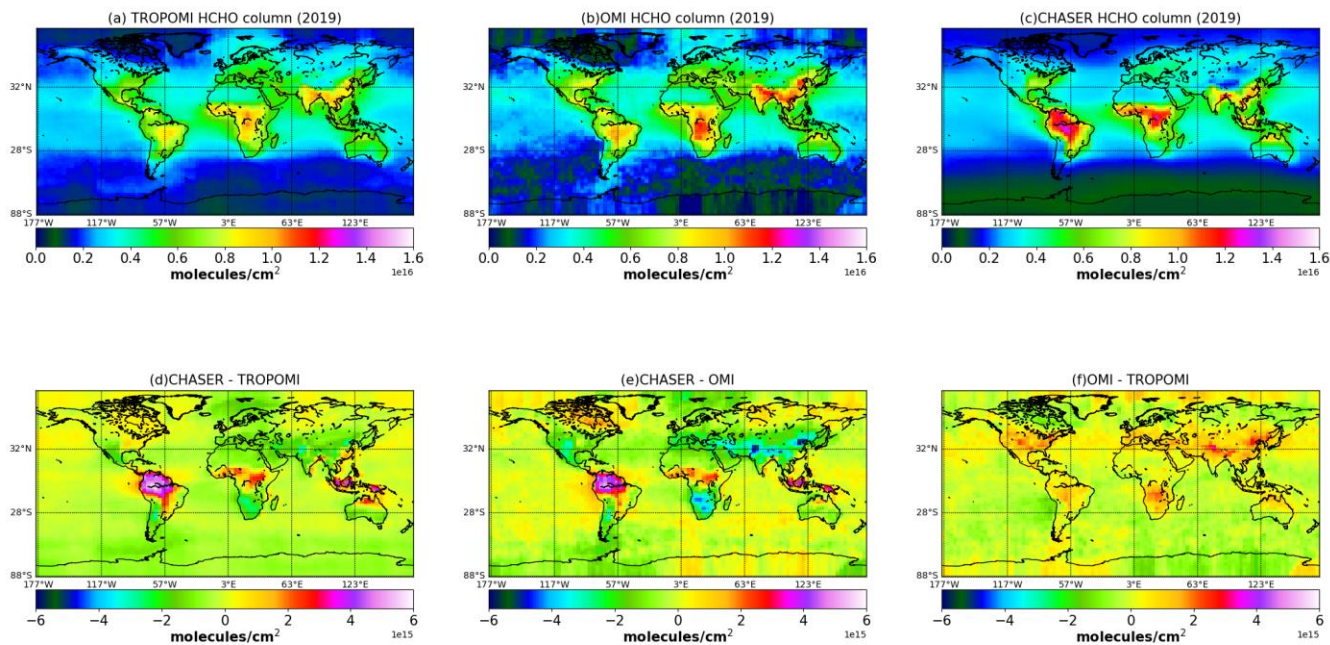 (a) TROPOMI HCHO column (2019)
(b)OMI HCHO column (2019)
(c)CHASER HCHO column (2019)
32°N
28°S
88°S
177°W 117°W 57°W 3°E 63°E 123°E
32°N
28°S
88°S
177°W 117°W 57°W 3°E 63°E 123°E
32°N
28°S
88°S
177°W 117°W 57°W 3°E 63°E 123°E
0.0 0.2 0.4 0.6 0.8 1.0 1.2 1.4 1.6
molecules/cm² 1e16
0.0 0.2 0.4 0.6 0.8 1.0 1.2 1.4 1.6
molecules/cm² 1e16
0.0 0.2 0.4 0.6 0.8 1.0 1.2 1.4 1.6
molecules/cm² 1e16
(d)CHASER - TROPOMI
(e)CHASER - OMI
(f)OMI - TROPOMI
32°N
28°S
88°S
177°W 117°W 57°W 3°E 63°E 123°E
32°N
28°S
88°S
177°W 117°W 57°W 3°E 63°E 123°E
32°N
28°S
88°S
177°W 117°W 57°W 3°E 63°E 123°E
−6 −4 −2 0 2 4 6
molecules/cm² 1e15
−6 −4 −2 0 2 4 6
molecules/cm² 1e15
−6 −4 −2 0 2 4 6
molecules/cm² 1e15